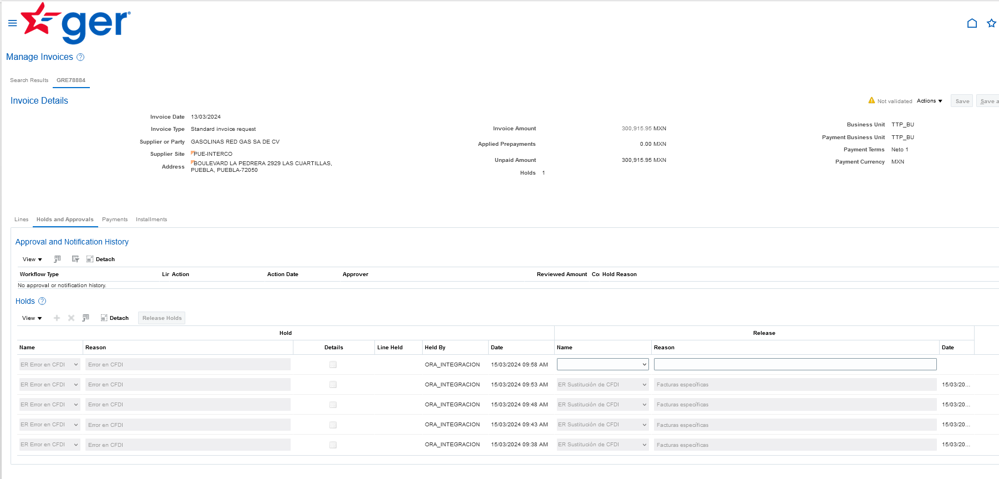 ger®
Manage Invoices ?
Search Results GRE78884
Invoice Details
Not validated Actions Save Save a
Invoice Date 13/03/2024
Invoice Type Standard invoice request
Supplier or Party GASOLINAS RED GAS SA DE CV
Supplier Site PUE-INTERCO
Address BOULEVARD LA PEDRERA 2929 LAS CUARTILLAS,
PUEBLA, PUEBLA-72050
Invoice Amount 300,915.95 MXN
Applied Prepayments 0.00 MXN
Unpaid Amount 300,915.95 MXN
Holds 1
Business Unit TTP_BU
Payment Business Unit TTP_BU
Payment Terms Neto 1
Payment Currency MXN
Lines Holds and Approvals Payments Installments
Approval and Notification History
View Detach
Workflow Type Lir Action Action Date Approver Reviewed Amount Co Hold Reason
No approval or notification history.
Holds ?
View Detach Release Holds
Hold Release
Name Reason Details Line Held Held By Date Name Reason Date
ER Error en CFDI Error en CFDI ORA_INTEGRACION 15/03/2024 09:58 AM
ER Error en CFDI Error en CFDI ORA_INTEGRACION 15/03/2024 09:53 AM ER Sustitución de CFDI Facturas específicas 15/03/20...
ER Error en CFDI Error en CFDI ORA_INTEGRACION 15/03/2024 09:48 AM ER Sustitución de CFDI Facturas específicas 15/03/20...
ER Error en CFDI Error en CFDI ORA_INTEGRACION 15/03/2024 09:43 AM ER Sustitución de CFDI Facturas específicas 15/03/20...
ER Error en CFDI Error en CFDI ORA_INTEGRACION 15/03/2024 09:38 AM ER Sustitución de CFDI Facturas específicas 15/03/20...